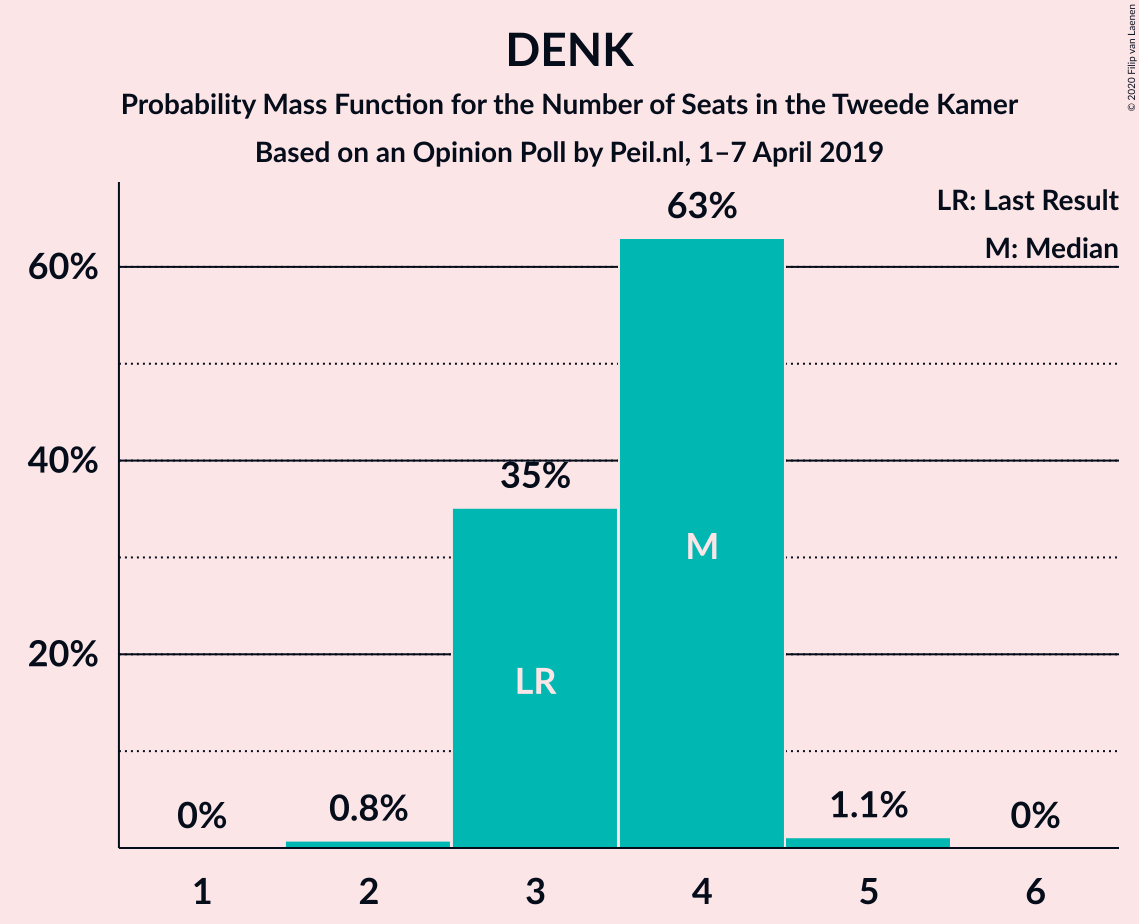 © 2020 Filip van Laenen
DENK
Probability Mass Function for the Number of Seats in the Tweede Kamer
Based on an Opinion Poll by Peil.nl, 1–7 April 2019
LR: Last Result
M: Median
63%
60%
40%
35%
M
20%
LR
0%
0.8%
1.1%
0%
1 2 3 4 5 6